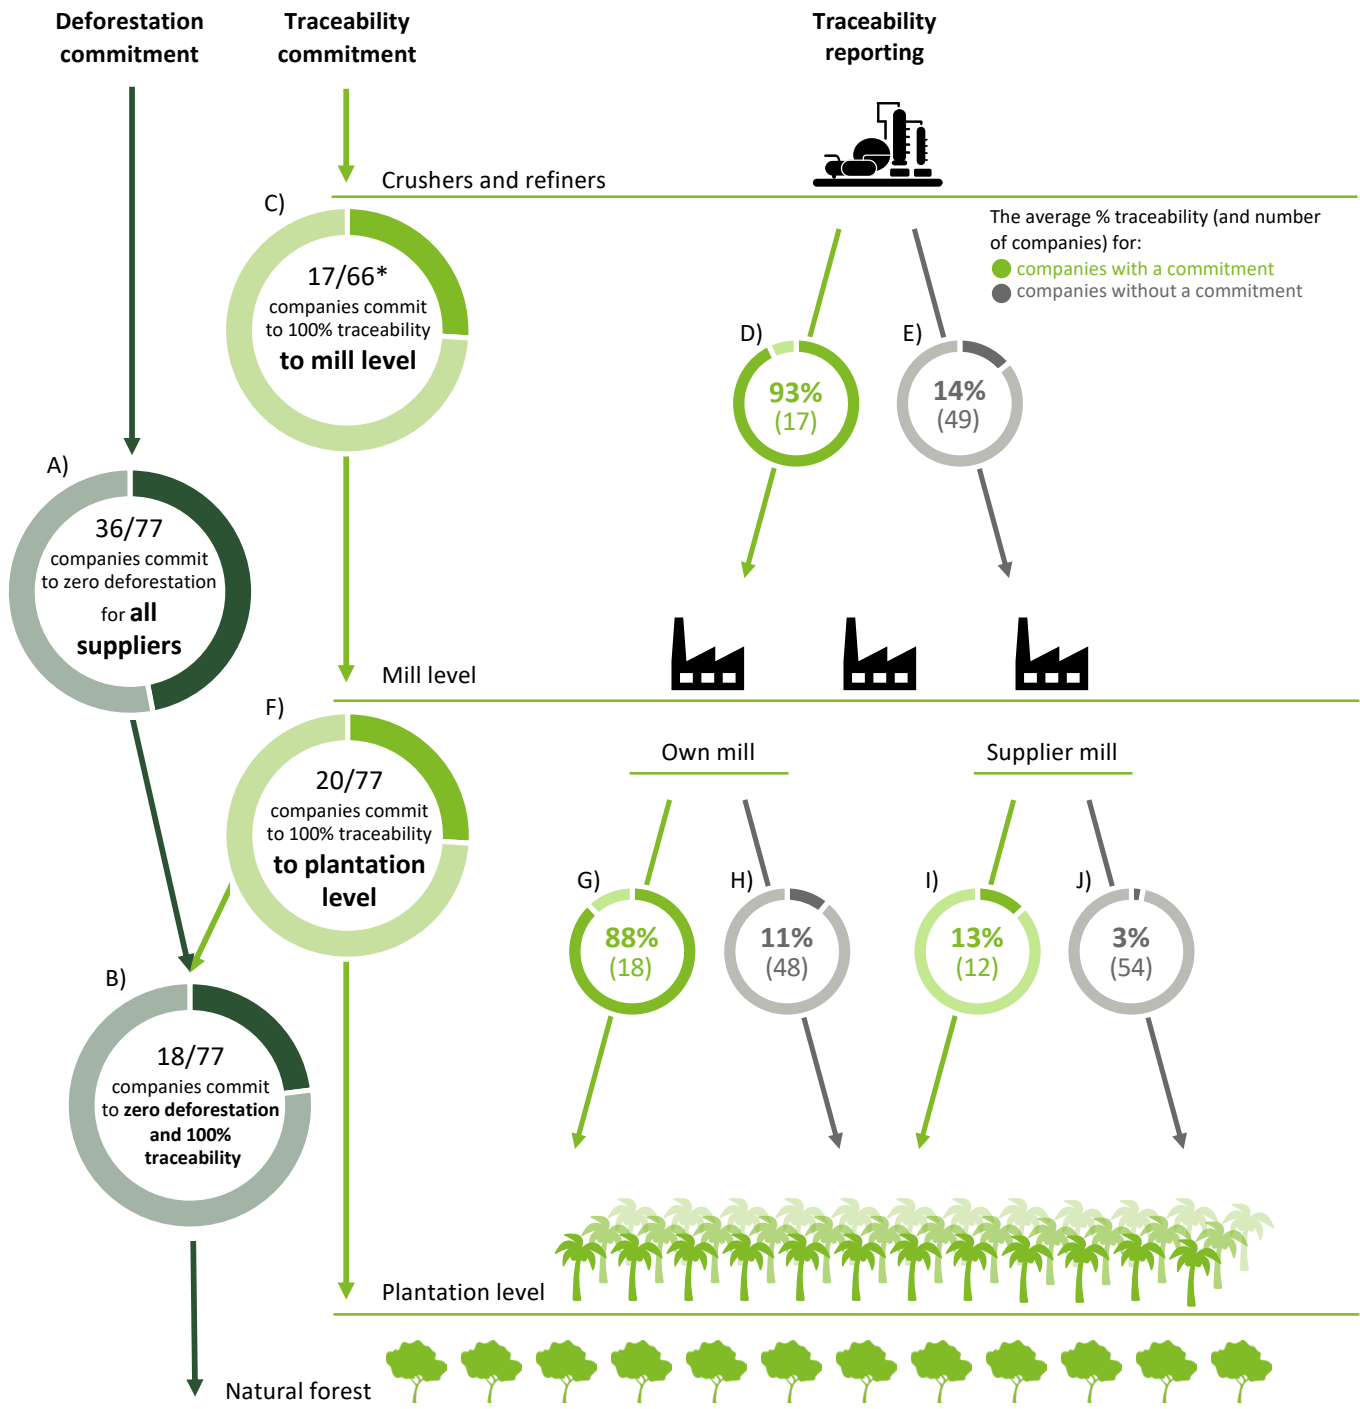 Deforestation
commitment
Traceability
commitment
Traceability
reporting
Crushers and refiners
The average % traceability (and number
of companies) for:
companies with a commitment
companies without a commitment
C)
17/66*
companies commit
to 100% traceability
to mill level
D)
93%
(17)
E)
14%
(49)
A)
36/77
companies commit
to zero deforestation
for all
suppliers
Mill level
F)
20/77
companies commit
to 100% traceability
to plantation
level
Own mill
Supplier mill
G)
88%
(18)
H)
11%
(48)
I)
13%
(12)
J)
3%
(54)
B)
18/77
companies commit
to zero deforestation
and 100%
traceability
Plantation level
Natural forest